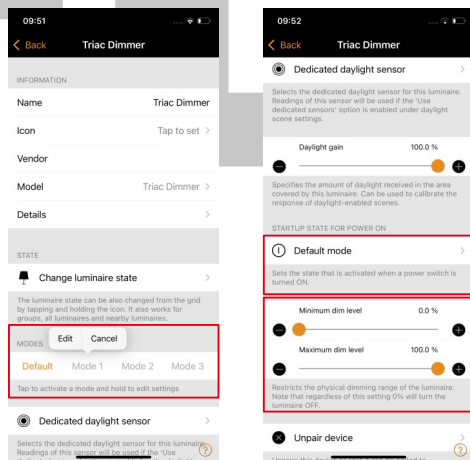 09:51
Back
Triac Dimmer
INFORMATION
Name
Triac Dimmer
Icon
Tap to set
Vendor
Model
Triac Dimmer
Details
STATE
Change luminaire state
The luminaire state can be also changed from the grid
by tapping and holding the icon. It also works for
groups, all luminaires and nearby luminaires.
MODES
Edit
Cancel
Default
Mode 1
Mode 2
Mode 3
Tap to activate a mode and hold to edit settings
Dedicated daylight sensor
Selects the dedicated daylight sensor for this luminaire.
Readings of this sensor will be used if the 'Use
09:52
Back
Triac Dimmer
Dedicated daylight sensor
Selects the dedicated daylight sensor for this luminaire.
Readings of this sensor will be used if the 'Use
dedicated sensors' option is enabled under daylight
scene settings.
Daylight gain
100.0 %
Specifies the amount of daylight received in the area
covered by this luminaire. Can be used to calibrate the
response of daylight-enabled scenes.
STARTUP STATE FOR POWER ON
Default mode
Sets the state that is activated when a power switch is
turned ON.
Minimum dim level
0.0 %
Maximum dim level
100.0 %
Restricts the physical dimming range of the luminaire.
Note that regardless of this setting 0% will turn the
luminaire OFF.
Unpair device